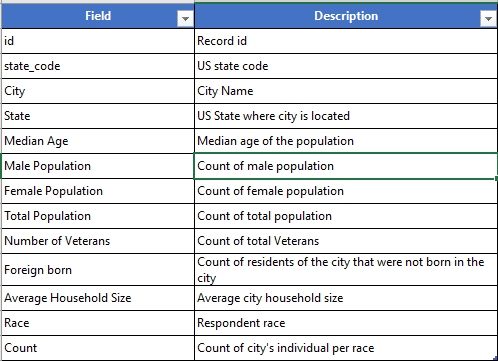 Field Description
id Record id
state_code US state code
City City Name
State US State where city is located
Median Age Median age of the population
Male Population Count of male population
Female Population Count of female population
Total Population Count of total population
Number of Veterans Count of total Veterans
Foreign born Count of residents of the city that were not born in the
city
Average Household Size Average city household size
Race Respondent race
Count Count of city's individual per race